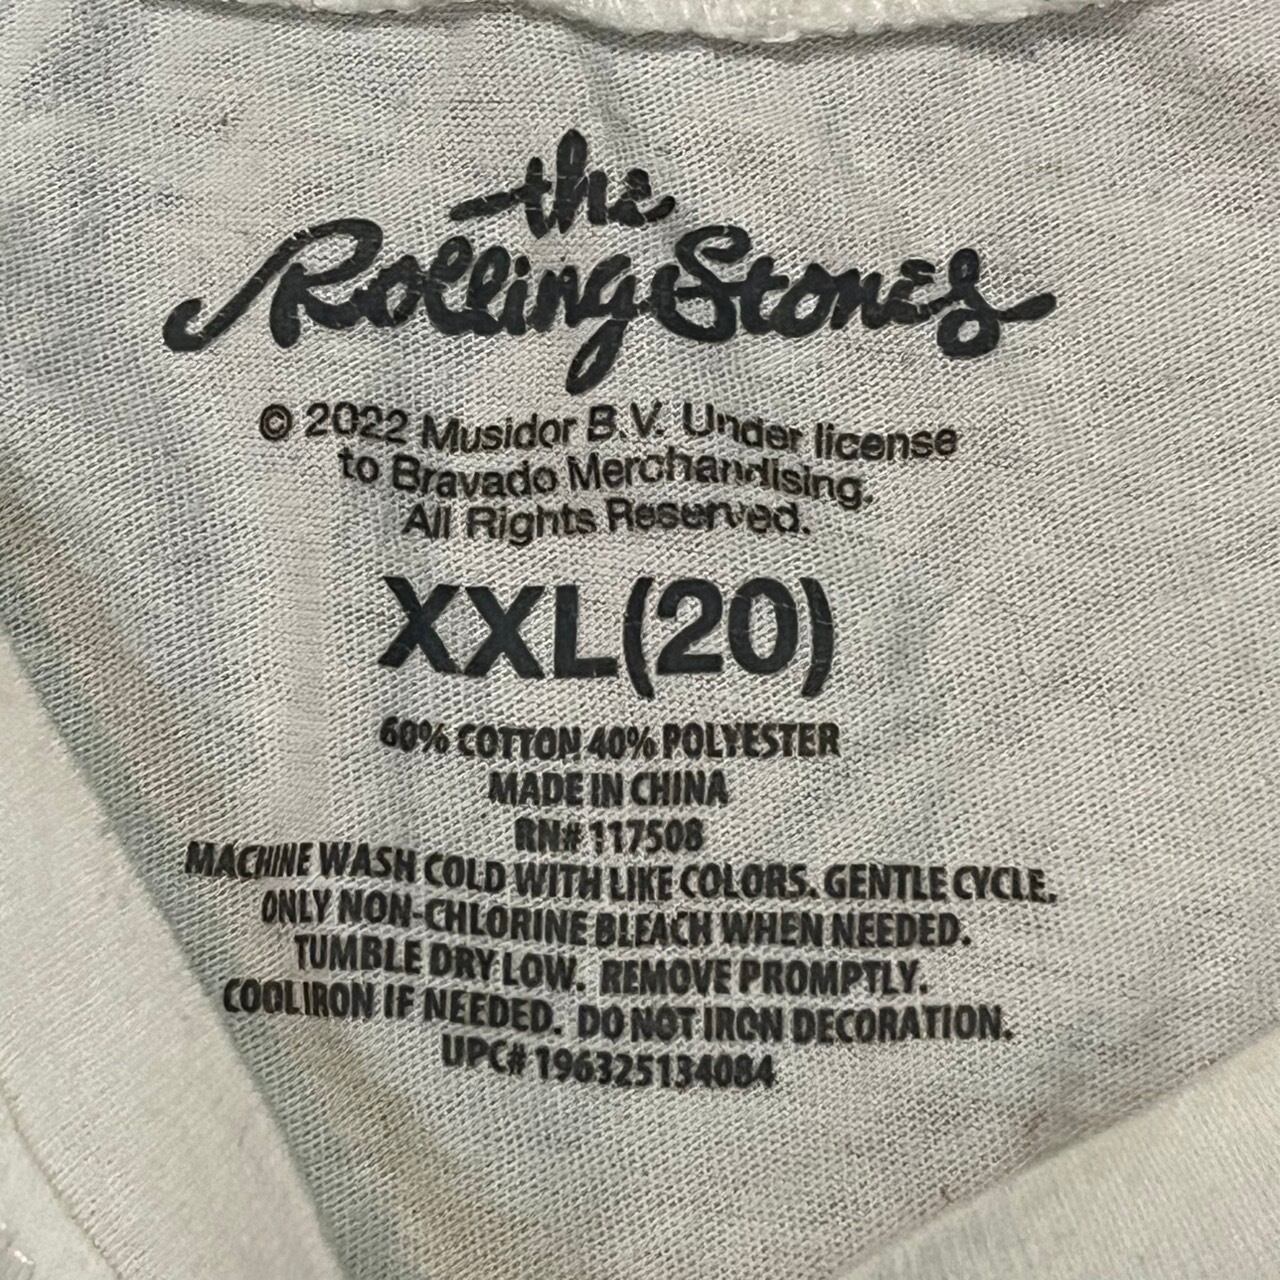 the
Rolling Stones
© 2022 Musidor B.V. Under license
to Bravado Merchandising.
All Rights Reserved.
XXL(20)
60% COTTON 40% POLYESTER
MADE IN CHINA
RN# 117508
MACHINE WASH COLD WITH LIKE COLORS. GENTLE CYCLE.
ONLY NON-CHLORINE BLEACH WHEN NEEDED.
TUMBLE DRY LOW. REMOVE PROMPTLY.
COOL IRON IF NEEDED. DO NOT IRON DECORATION.
UPC# 196325134084